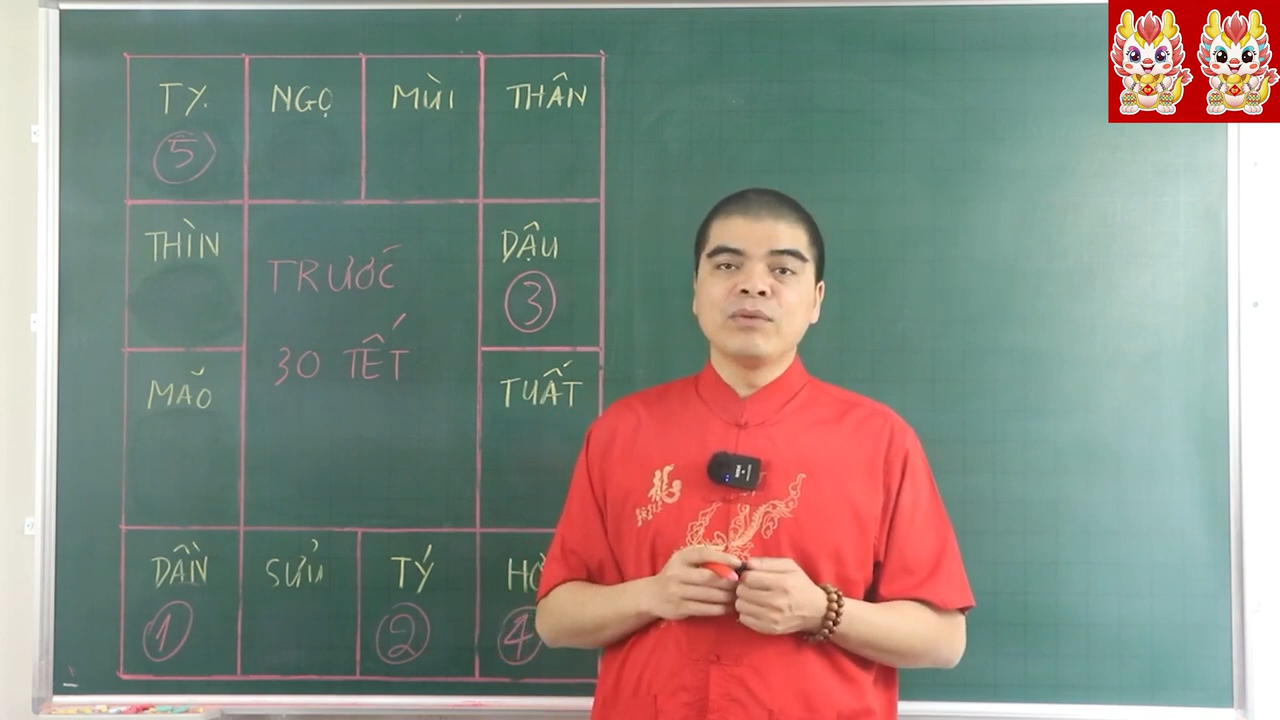 TỴ NGỌ MÙI THÂN
5
THÌN DẬU
3
TRƯỚC
30 TẾT
MÃO TUẤT
DẦN SỬU TÝ
1 2 4
龍